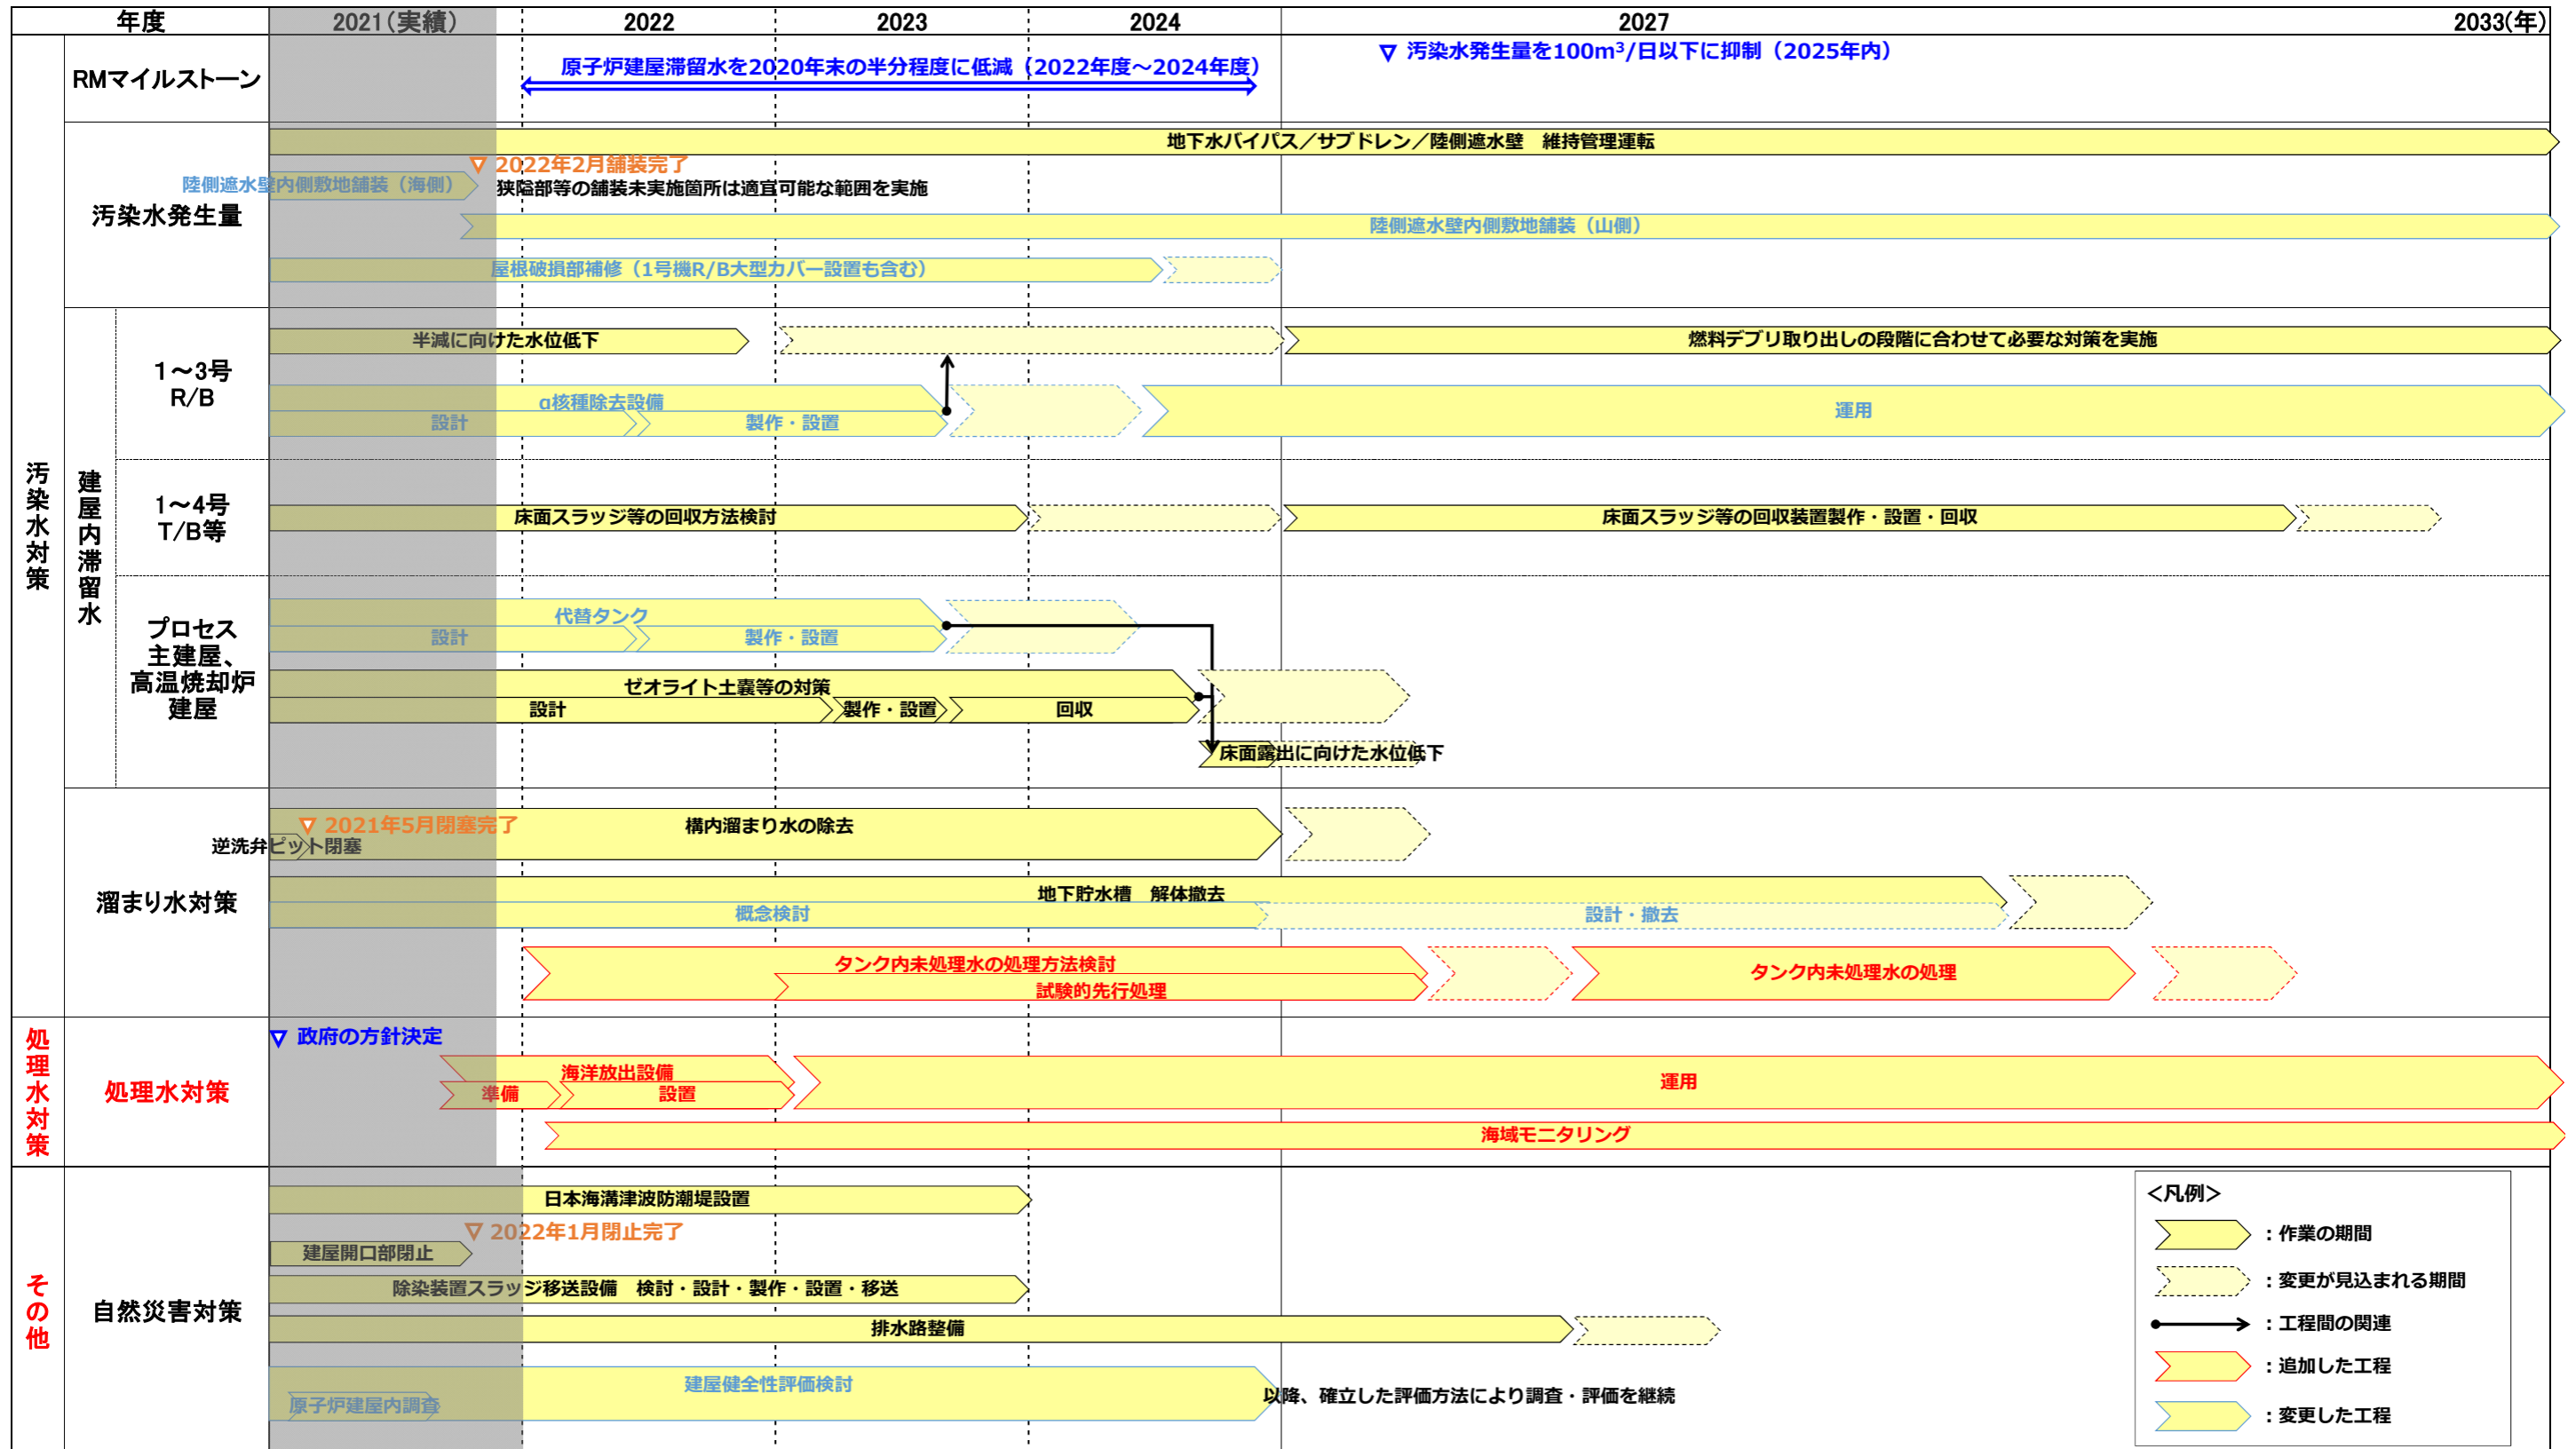 年度 2021(実績) 2022 2023 2024 2027 2033(年)
汚染水対策
RMマイルストーン
原子炉建屋滞留水を2020年末の半分程度に低減（2022年度～2024年度）
▽ 汚染水発生量を100m³/日以下に抑制（2025年内）
汚染水発生量
地下水バイパス／サブドレン／陸側遮水壁　維持管理運転
▽ 2022年2月舗装完了
陸側遮水壁内側敷地舗装（海側）
狭隘部等の舗装未実施箇所は適宜可能な範囲を実施
陸側遮水壁内側敷地舗装（山側）
屋根破損部補修（1号機R/B大型カバー設置も含む）
建屋内滞留水
1～3号
R/B
半減に向けた水位低下
燃料デブリ取り出しの段階に合わせて必要な対策を実施
α核種除去設備
設計 製作・設置
運用
1～4号
T/B等
床面スラッジ等の回収方法検討
床面スラッジ等の回収装置製作・設置・回収
プロセス
主建屋、
高温焼却炉
建屋
代替タンク
設計 製作・設置
ゼオライト土嚢等の対策
設計 製作・設置 回収
床面露出に向けた水位低下
溜まり水対策
▽ 2021年5月閉塞完了
構内溜まり水の除去
逆洗弁ピット閉塞
地下貯水槽　解体撤去
概念検討 設計・撤去
タンク内未処理水の処理方法検討
試験的先行処理
タンク内未処理水の処理
処理水対策
処理水対策
▽ 政府の方針決定
海洋放出設備
準備 設置
運用
海域モニタリング
その他
自然災害対策
日本海溝津波防潮堤設置
▽ 2022年1月閉止完了
建屋開口部閉止
除染装置スラッジ移送設備　検討・設計・製作・設置・移送
排水路整備
建屋健全性評価検討
原子炉建屋内調査
以降、確立した評価方法により調査・評価を継続
＜凡例＞
：作業の期間
：変更が見込まれる期間
：工程間の関連
：追加した工程
：変更した工程